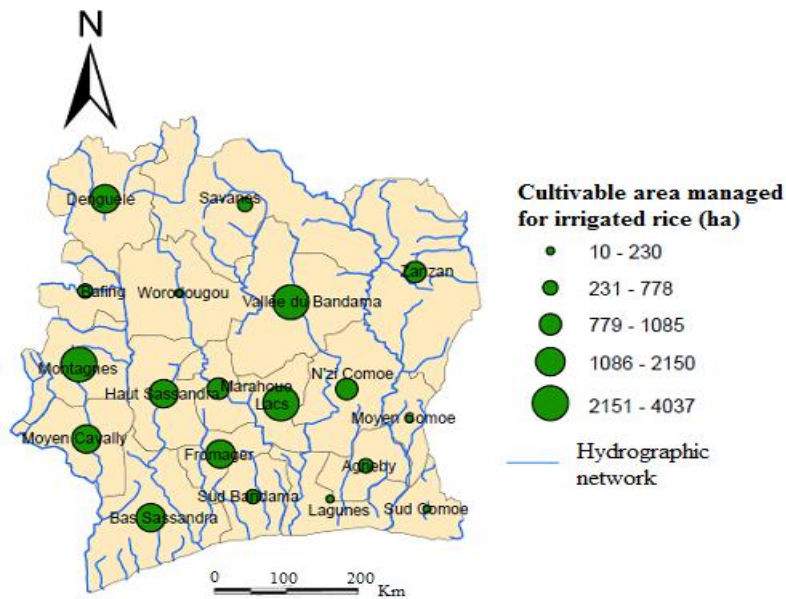 N
Denguele
Savanes
Zanzan
Bafing
Worodougou
Vallée du Bandama
Montagnes
Haut Sassandra
Marahoue
N'zi Comoe
Lacs
Moyen Comoe
Moyen Cavally
Fromager
Agneby
Sud Bandama
Bas Sassandra
Lagunes
Sud Comoe
0 100 200
Km
Cultivable area managed
for irrigated rice (ha)
10 - 230
231 - 778
779 - 1085
1086 - 2150
2151 - 4037
Hydrographic
network